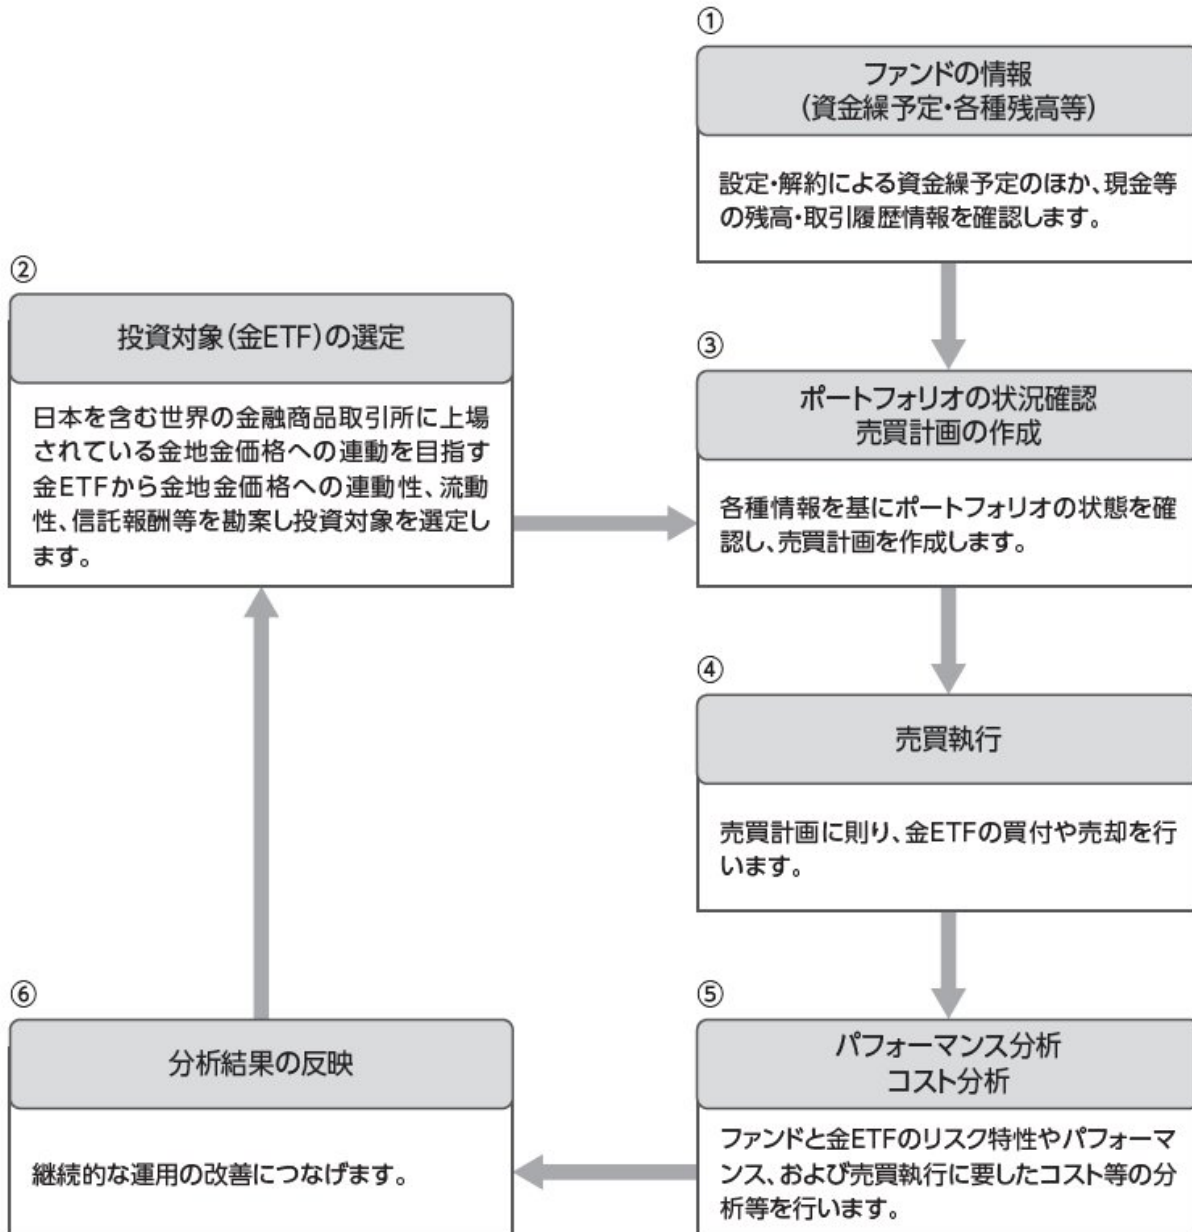 ①
ファンドの情報
(資金繰予定・各種残高等)
設定・解約による資金繰予定のほか、現金等
の残高・取引履歴情報を確認します。
②
投資対象(金ETF)の選定
日本を含む世界の金融商品取引所に上場
されている金地金価格への連動を目指す
金ETFから金地金価格への連動性、流動
性、信託報酬等を勘案し投資対象を選定し
ます。
③
ポートフォリオの状況確認
売買計画の作成
各種情報を基にポートフォリオの状態を確
認し、売買計画を作成します。
④
売買執行
売買計画に則り、金ETFの買付や売却を行
います。
⑤
パフォーマンス分析
コスト分析
ファンドと金ETFのリスク特性やパフォーマ
ンス、および売買執行に要したコスト等の分
析等を行います。
⑥
分析結果の反映
継続的な運用の改善につなげます。